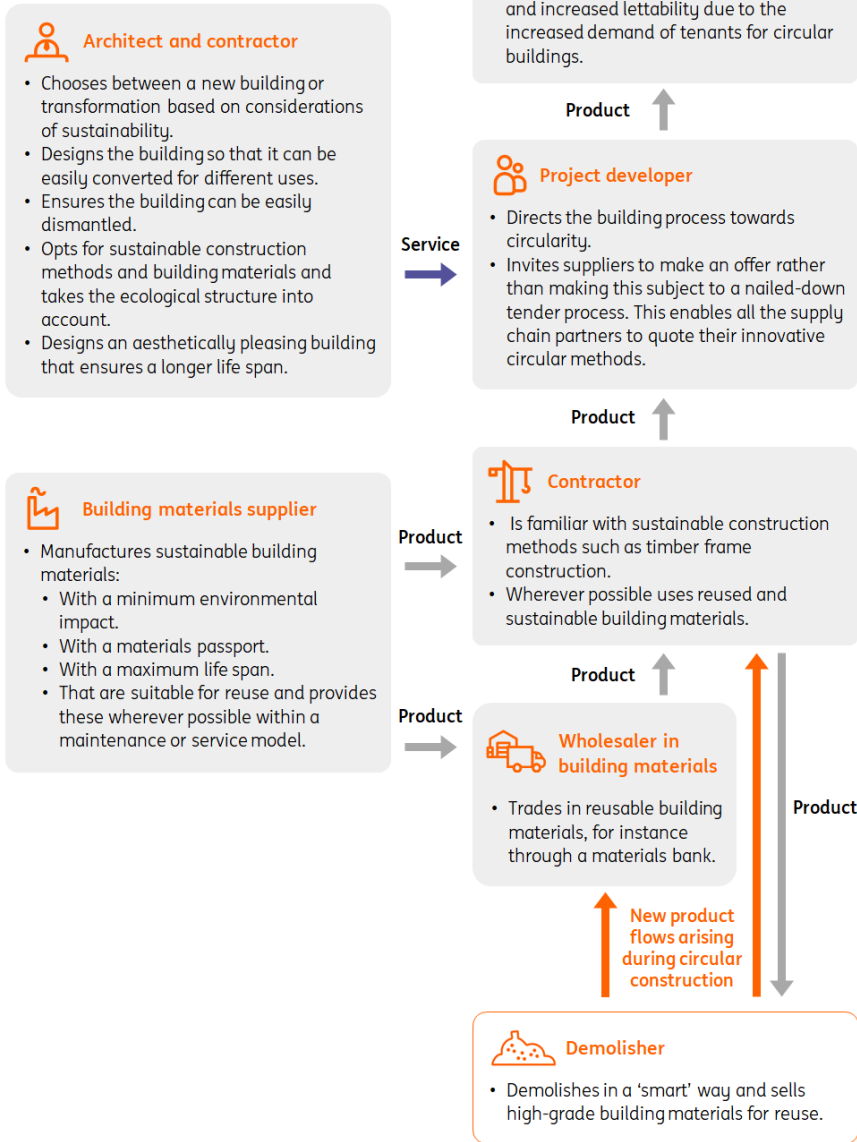 and increased lettability due to the
increased demand of tenants for circular
buildings.
Product
Architect and contractor
• Chooses between a new building or
transformation based on considerations
of sustainability.
• Designs the building so that it can be
easily converted for different uses.
• Ensures the building can be easily
dismantled.
• Opts for sustainable construction
methods and building materials and
takes the ecological structure into
account.
• Designs an aesthetically pleasing building
that ensures a longer life span.
Service
Project developer
• Directs the building process towards
circularity.
• Invites suppliers to make an offer rather
than making this subject to a nailed-down
tender process. This enables all the supply
chain partners to quote their innovative
circular methods.
Product
Building materials supplier
• Manufactures sustainable building
materials:
• With a minimum environmental
impact.
• With a materials passport.
• With a maximum life span.
• That are suitable for reuse and provides
these wherever possible within a
maintenance or service model.
Product
Product
Contractor
• Is familiar with sustainable construction
methods such as timber frame
construction.
• Wherever possible uses reused and
sustainable building materials.
Product
Wholesaler in
building materials
• Trades in reusable building
materials, for instance
through a materials bank.
Product
New product
flows arising
during circular
construction
Demolisher
• Demolishes in a ‘smart’ way and sells
high-grade building materials for reuse.